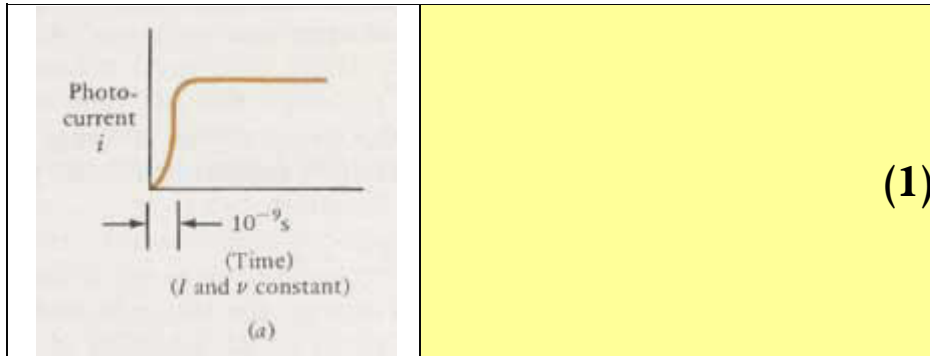 Photo-
current
i
10⁻⁹s
(Time)
(I and ν constant)
(a)
(1)